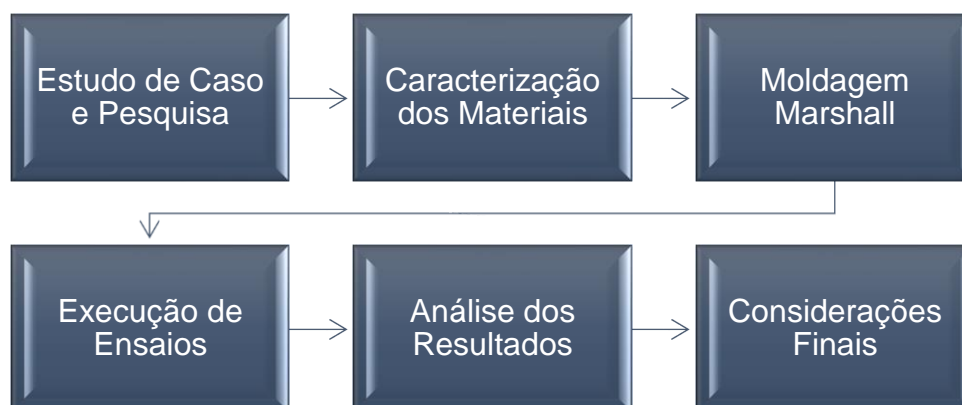 Estudo de Caso
e Pesquisa
Caracterização
dos Materiais
Moldagem
Marshall
Execução de
Ensaios
Análise dos
Resultados
Considerações
Finais